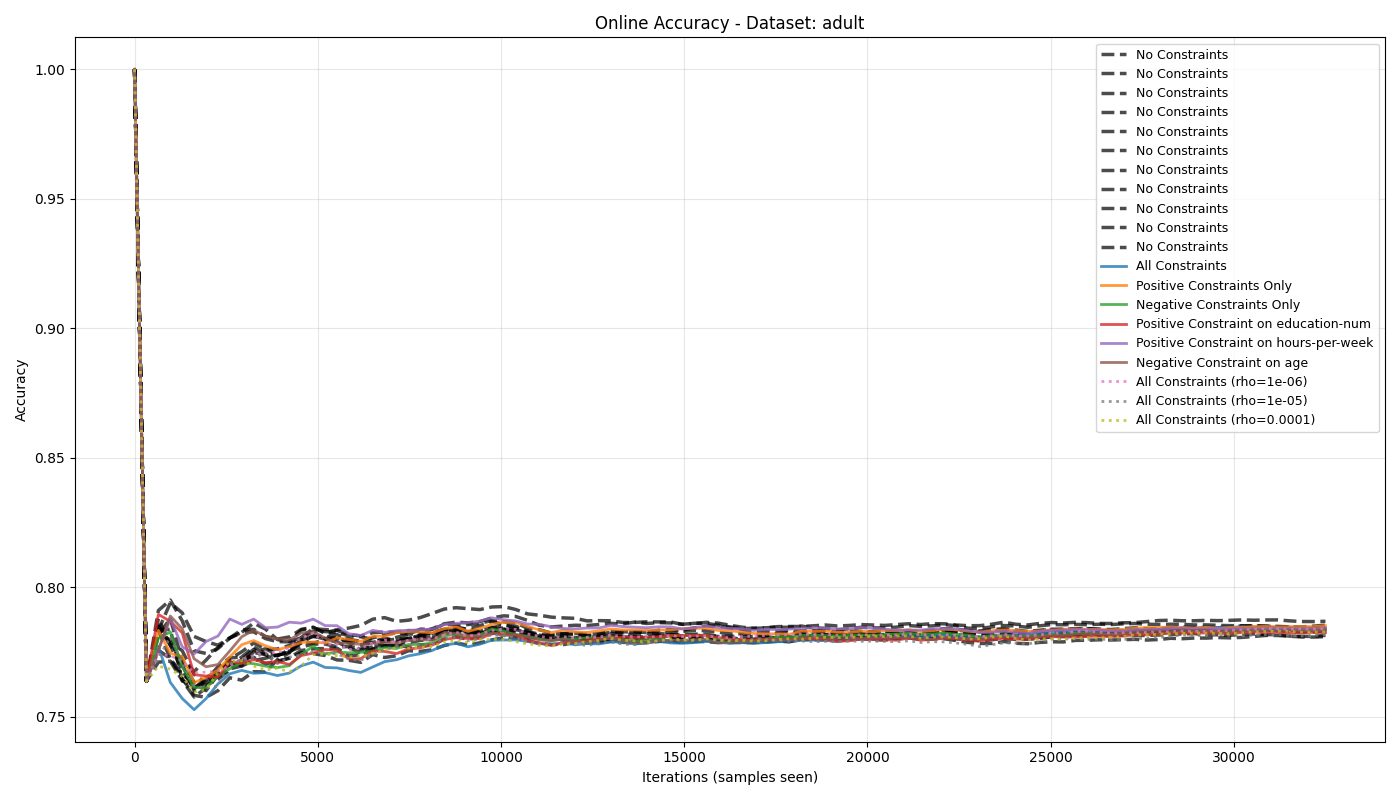 Online Accuracy - Dataset: adult
1.00
0.95
0.90
0.85
0.80
0.75
Accuracy
0
5000
10000
15000
20000
25000
30000
Iterations (samples seen)
No Constraints
No Constraints
No Constraints
No Constraints
No Constraints
No Constraints
No Constraints
No Constraints
No Constraints
No Constraints
No Constraints
All Constraints
Positive Constraints Only
Negative Constraints Only
Positive Constraint on education-num
Positive Constraint on hours-per-week
Negative Constraint on age
All Constraints (rho=1e-06)
All Constraints (rho=1e-05)
All Constraints (rho=0.0001)